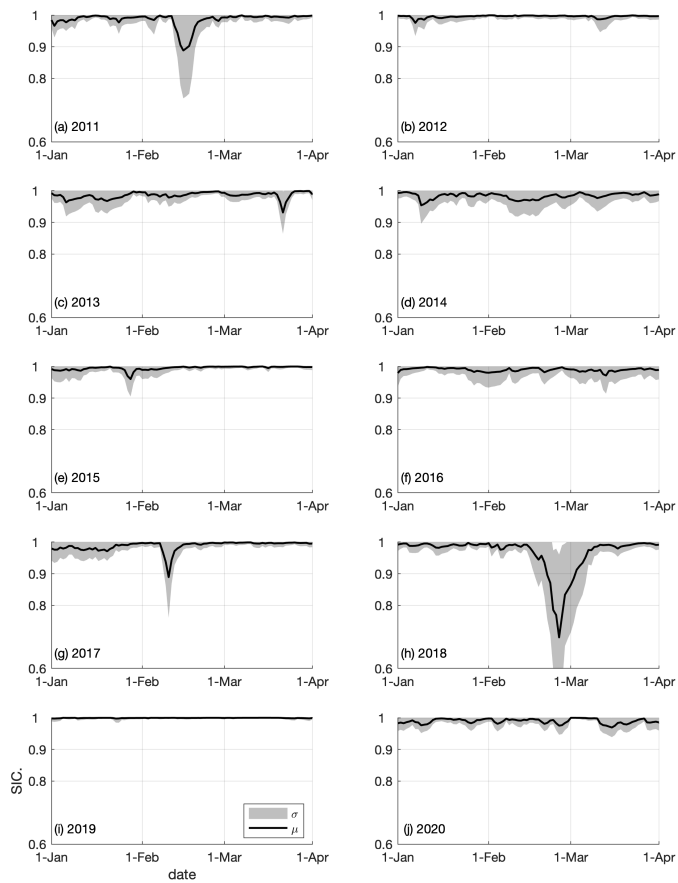 1
0.9
0.8
0.6
(a) 2011
1-Jan 1-Feb 1-Mar 1-Apr
1
0.9
0.8
0.6
(b) 2012
1-Jan 1-Feb 1-Mar 1-Apr
1
0.9
0.8
0.6
(c) 2013
1-Jan 1-Feb 1-Mar 1-Apr
1
0.9
0.8
0.6
(d) 2014
1-Jan 1-Feb 1-Mar 1-Apr
1
0.9
0.8
0.6
(e) 2015
1-Jan 1-Feb 1-Mar 1-Apr
1
0.9
0.8
0.6
(f) 2016
1-Jan 1-Feb 1-Mar 1-Apr
1
0.9
0.8
0.6
(g) 2017
1-Jan 1-Feb 1-Mar 1-Apr
1
0.9
0.8
0.6
(h) 2018
1-Jan 1-Feb 1-Mar 1-Apr
SIC.
1
0.9
0.8
0.6
(i) 2019
σ
μ
1-Jan 1-Feb 1-Mar 1-Apr
date
1
0.9
0.8
0.6
(j) 2020
1-Jan 1-Feb 1-Mar 1-Apr